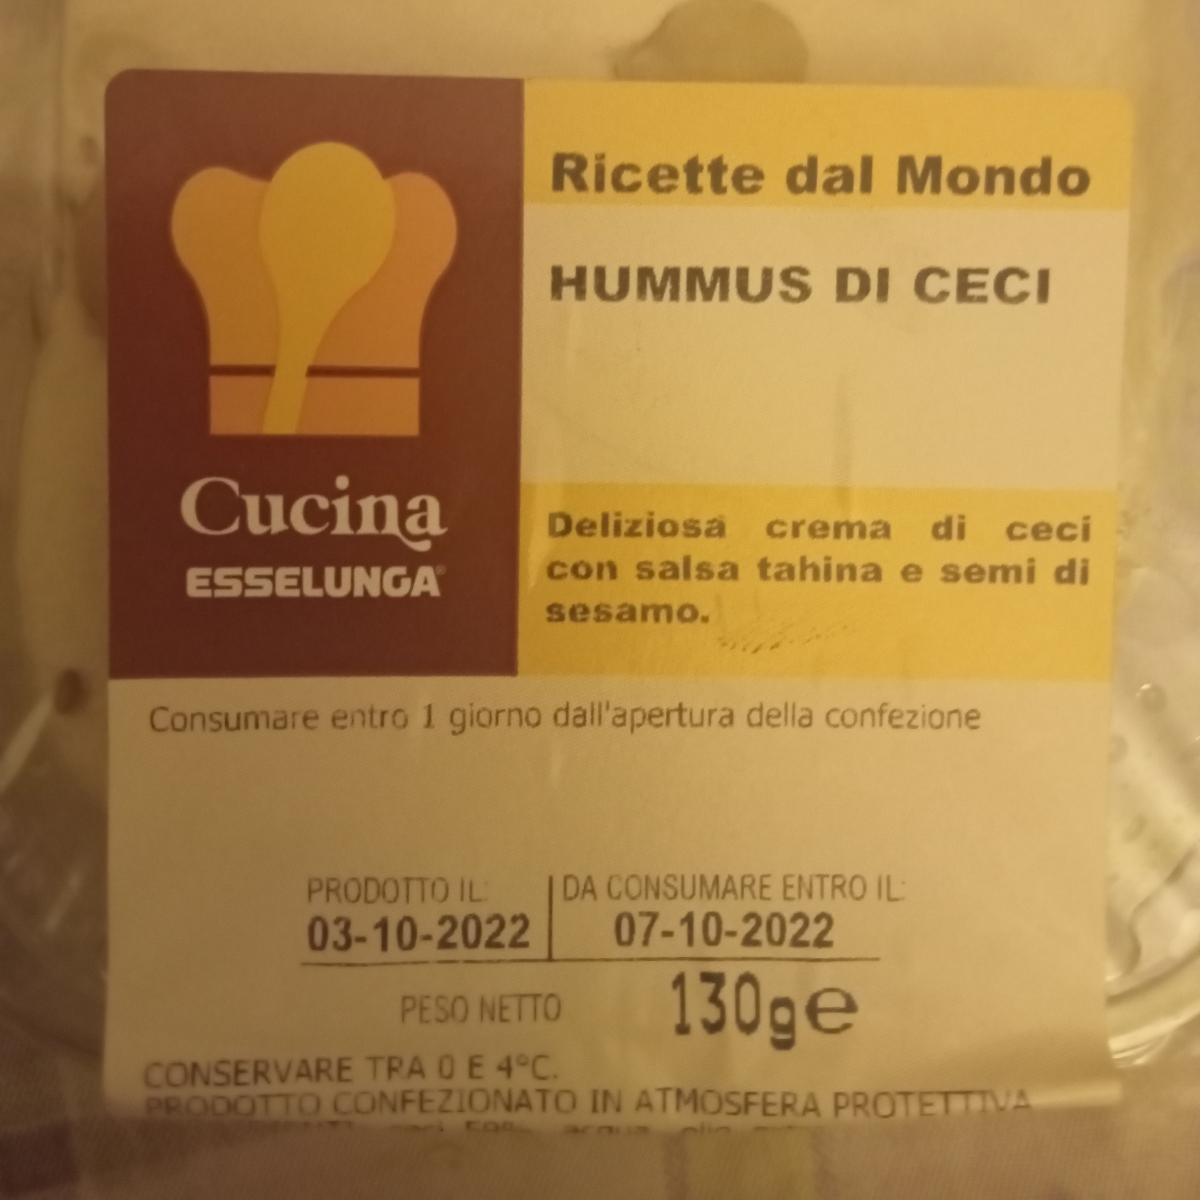 Ricette dal Mondo
HUMMUS DI CECI
Cucina
ESSELUNGA®
Deliziosa crema di ceci
con salsa tahina e semi di
sesamo.
Consumare entro 1 giorno dall'apertura della confezione
PRODOTTO IL: DA CONSUMARE ENTRO IL:
03-10-2022 07-10-2022
PESO NETTO 130g e
CONSERVARE TRA 0 E 4°C.
PRODOTTO CONFEZIONATO IN ATMOSFERA PROTETTIVA